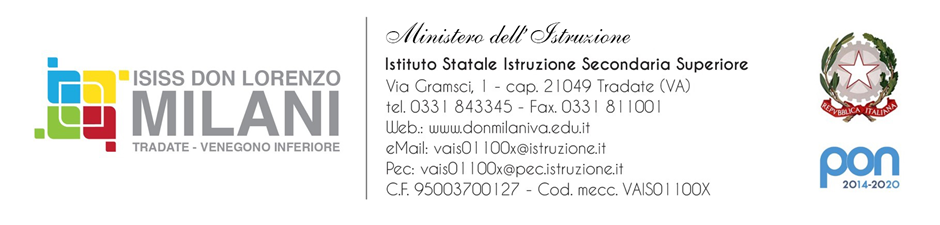 ISISS DON LORENZO
MILANI
TRADATE - VENEGONO INFERIORE
Ministero dell'Istruzione
Istituto Statale Istruzione Secondaria Superiore
Via Gramsci, 1 - cap. 21049 Tradate (VA)
tel. 0331 843345 - Fax. 0331 811001
Web.: www.donmilaniva.edu.it
eMail: vais01100x@istruzione.it
Pec: vais01100x@pec.istruzione.it
C.F. 95003700127 - Cod. mecc. VAIS01100X
REPVBBLICA ITALIANA
pon
2014-2020